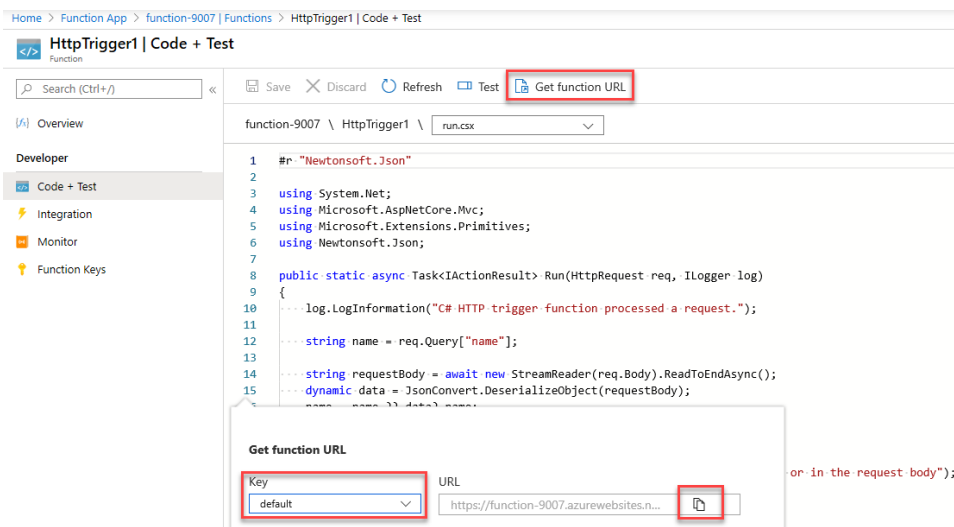 Home > Function App > function-9007 | Functions > HttpTrigger1 | Code + Test
HttpTrigger1 | Code + Test
Function
Search (Ctrl+/)
«
Overview
Developer
Code + Test
Integration
Monitor
Function Keys
Save Discard Refresh Test Get function URL
function-9007 \ HttpTrigger1 \ run.csx
1 #r "Newtonsoft.Json"
2
3 using System.Net;
4 using Microsoft.AspNetCore.Mvc;
5 using Microsoft.Extensions.Primitives;
6 using Newtonsoft.Json;
7
8 public static async Task<IActionResult> Run(HttpRequest req, ILogger log)
9 {
10 log.LogInformation("C# HTTP trigger function processed a request.");
11
12 string name = req.Query["name"];
13
14 string requestBody = await new StreamReader(req.Body).ReadToEndAsync();
15 dynamic data = JsonConvert.DeserializeObject(requestBody);
or in the request body");
Get function URL
Key
default
URL
https://function-9007.azurewebsites.n...